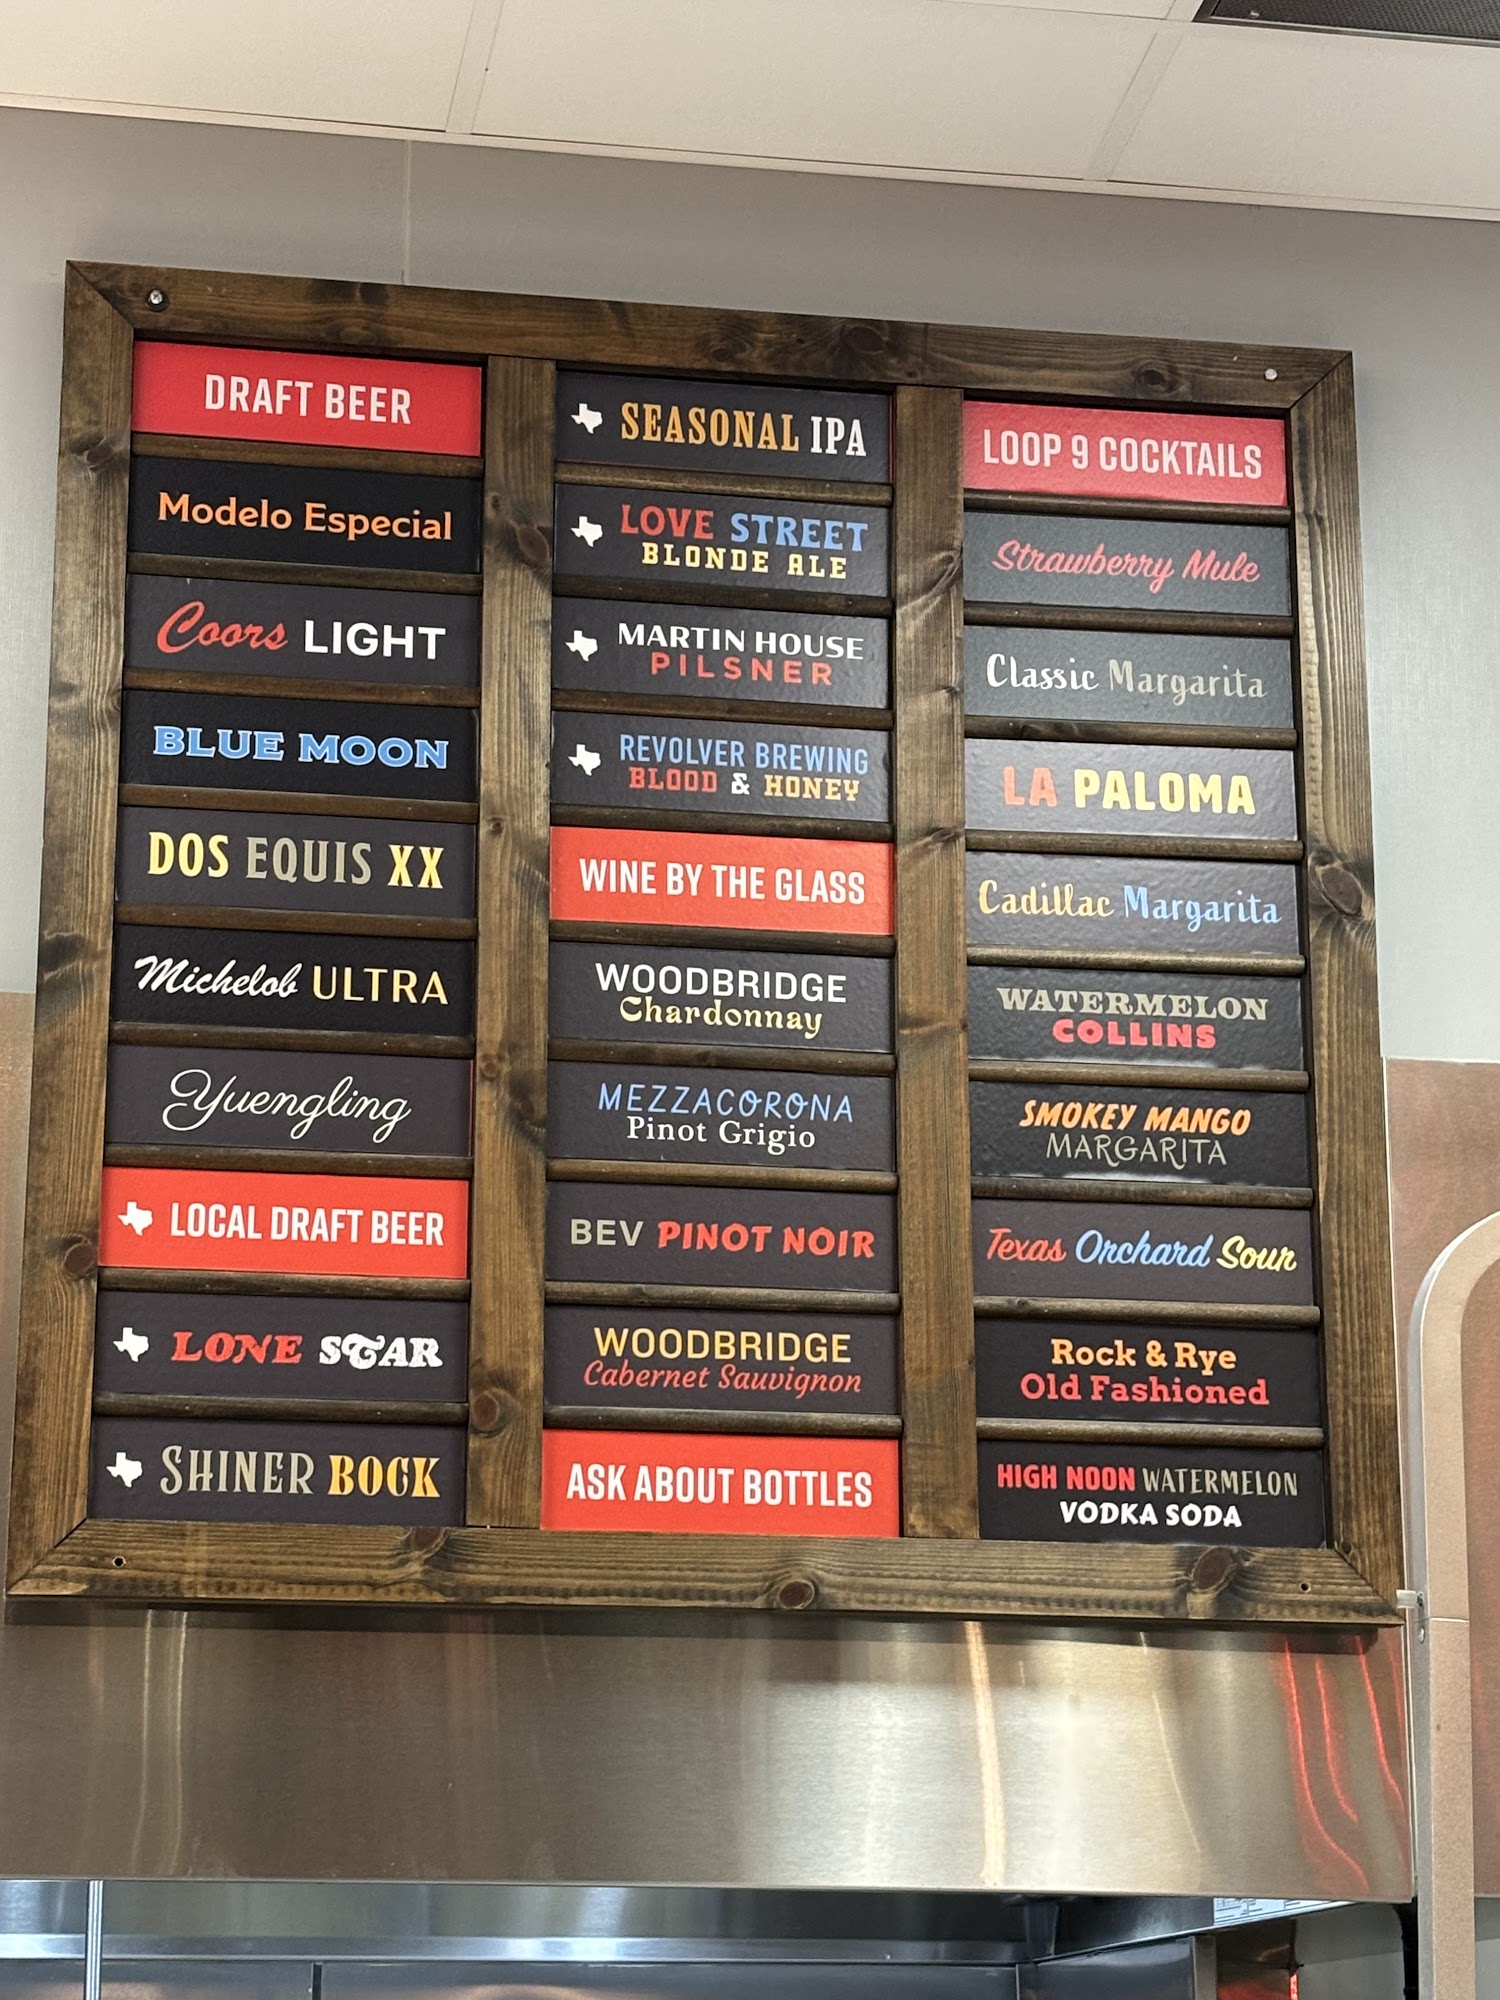 DRAFT BEER
Modelo Especial
Coors LIGHT
BLUE MOON
DOS EQUIS XX
Michelob ULTRA
Yuengling
LOCAL DRAFT BEER
LONE STAR
SHINER BOCK
SEASONAL IPA
LOVE STREET
BLONDE ALE
MARTIN HOUSE
PILSNER
REVOLVER BREWING
BLOOD & HONEY
WINE BY THE GLASS
WOODBRIDGE
Chardonnay
MEZZACORONA
Pinot Grigio
BEV PINOT NOIR
WOODBRIDGE
Cabernet Sauvignon
ASK ABOUT BOTTLES
LOOP 9 COCKTAILS
Strawberry Mule
Classic Margarita
LA PALOMA
Cadillac Margarita
WATERMELON
COLLINS
SMOKEY MANGO
MARGARITA
Texas Orchard Sour
Rock & Rye
Old Fashioned
HIGH NOON WATERMELON
VODKA SODA